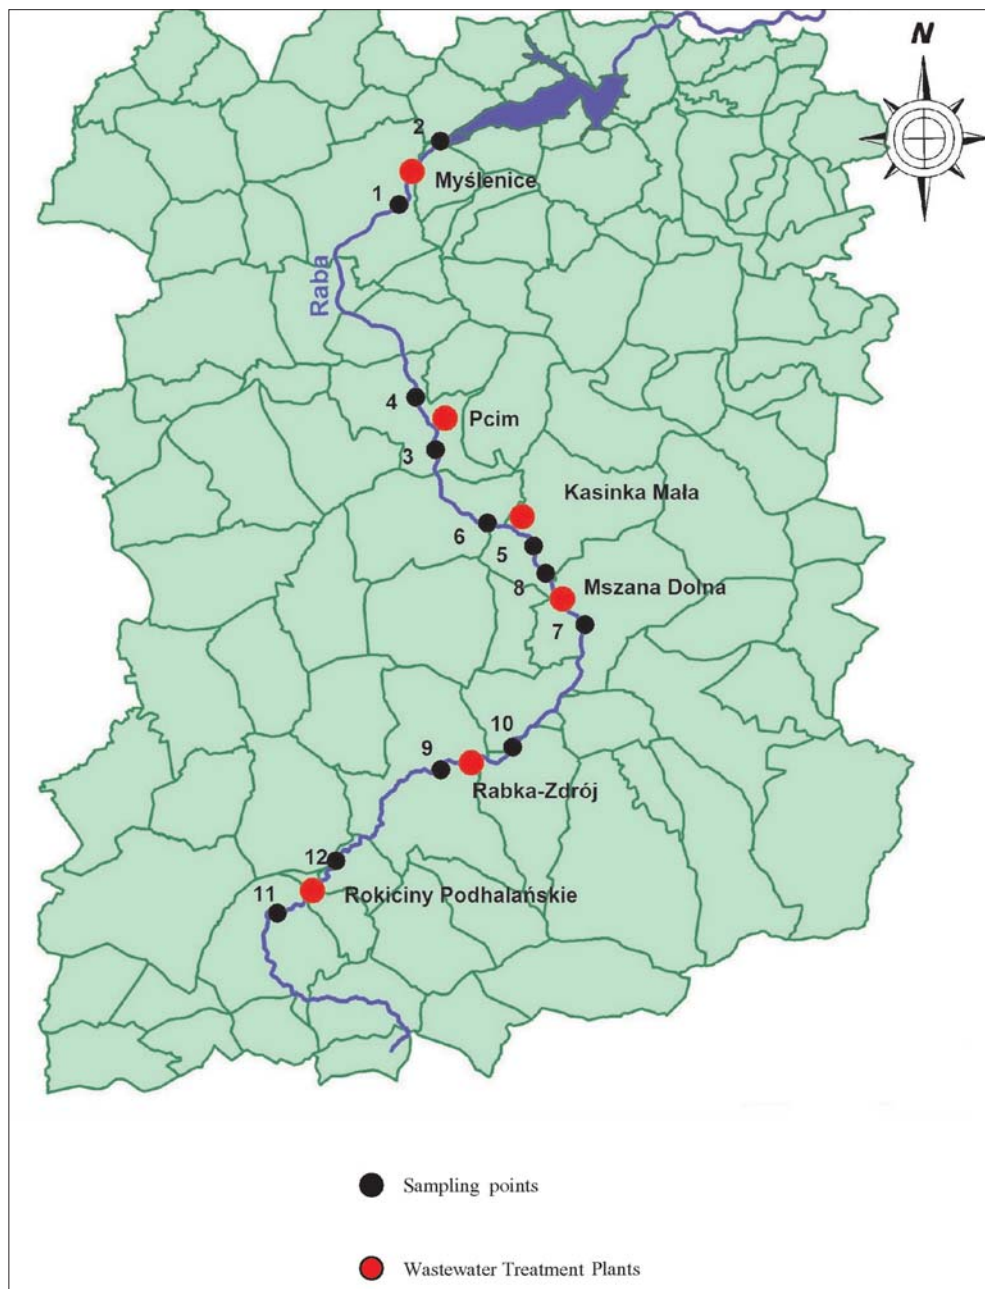 N
2
Myślenice
1
Raba
4
Pcim
3
Kasinka Mała
6
5
8
Mszana Dolna
7
10
9
Rabka-Zdrój
12
Rokiciny Podhalańskie
11
Sampling points
Wastewater Treatment Plants